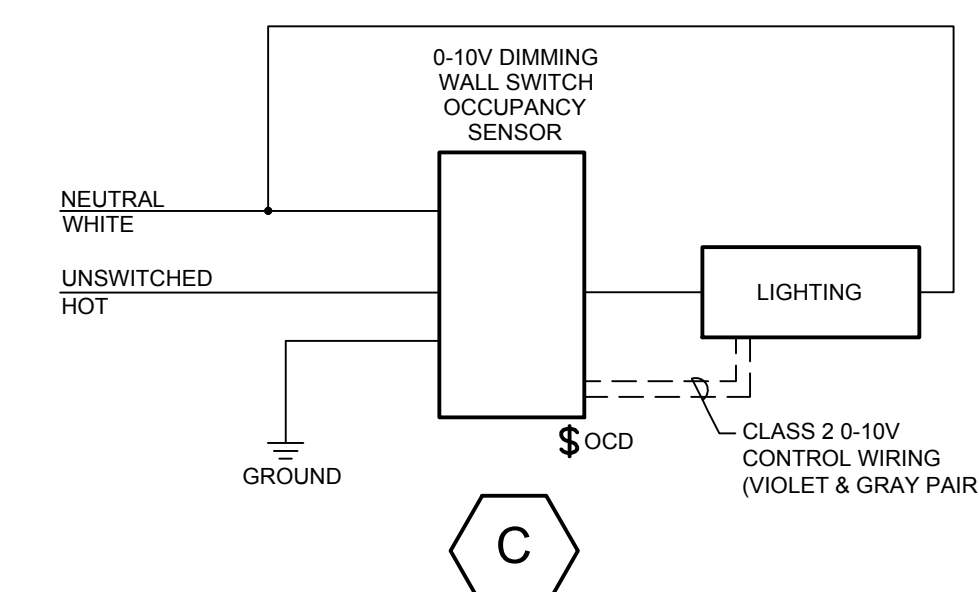 0-10V DIMMING
WALL SWITCH
OCCUPANCY
SENSOR
NEUTRAL
WHITE
UNSWITCHED
HOT
LIGHTING
GROUND
$ OCD
CLASS 2 0-10V
CONTROL WIRING
(VIOLET & GRAY PAIR
C